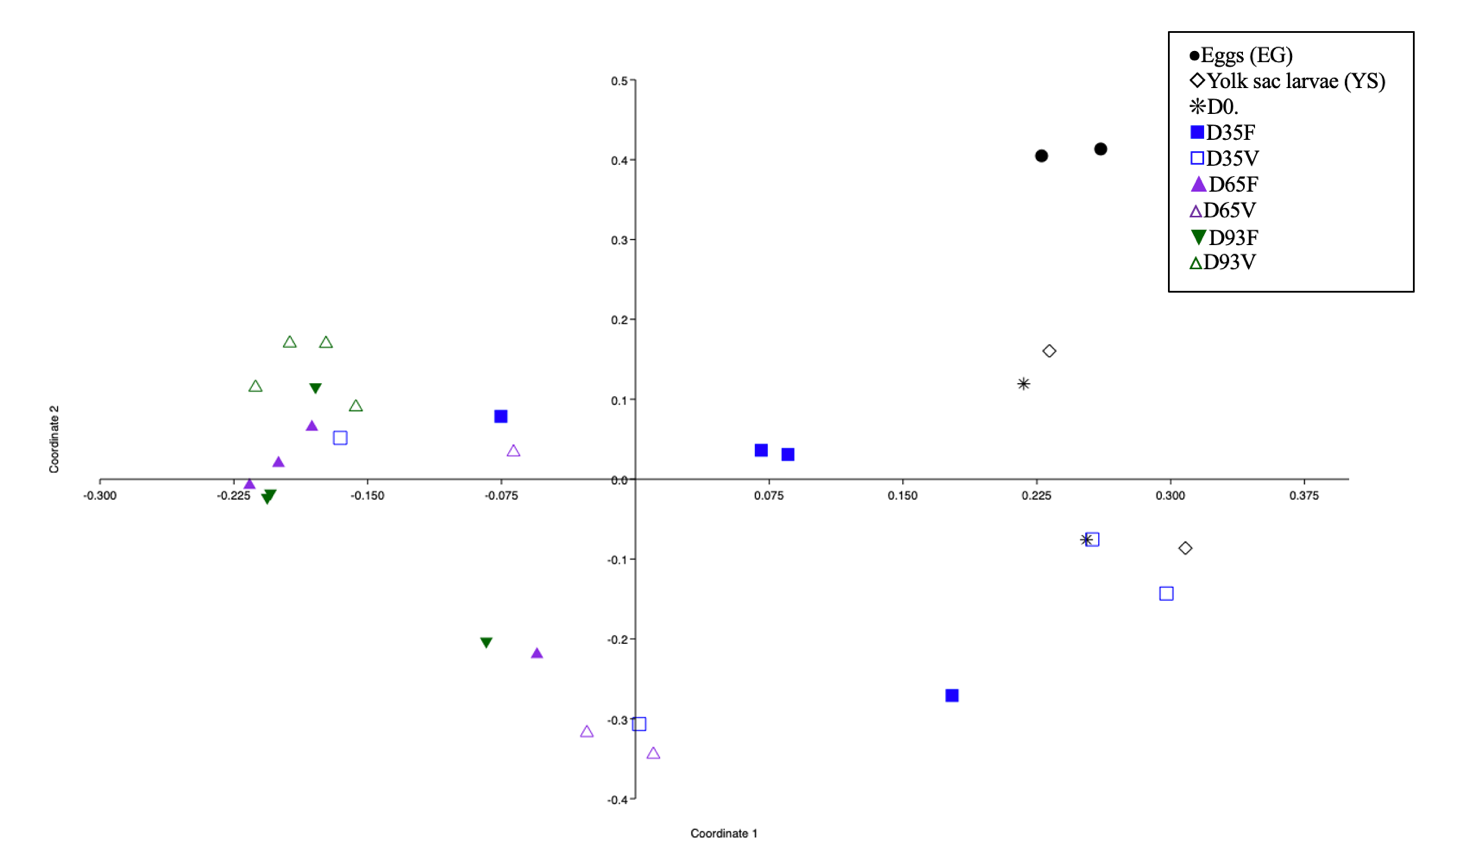 Eggs (EG)
Yolk sac larvae (YS)
D0.
D35F
D35V
D65F
D65V
D93F
D93V
0.5
0.4
0.3
0.2
0.1
0.0
-0.1
-0.2
-0.3
-0.4
-0.300
-0.225
-0.150
-0.075
0.075
0.150
0.225
0.300
0.375
Coordinate 2
Coordinate 1